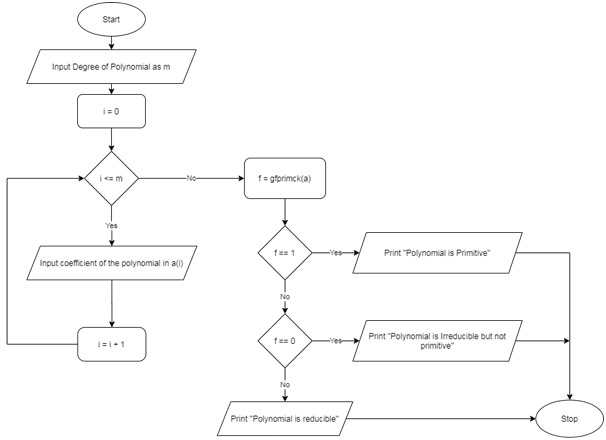 Start
Input Degree of Polynomial as m
i = 0
i <= m
No
Yes
Input coefficient of the polynomial in a(i)
i = i + 1
f = gfprimck(a)
f == 1
Yes
Print "Polynomial is Primitive"
No
f == 0
Yes
Print "Polynomial is Irreducible but not
primitive"
No
Print "Polynomial is reducible"
Stop